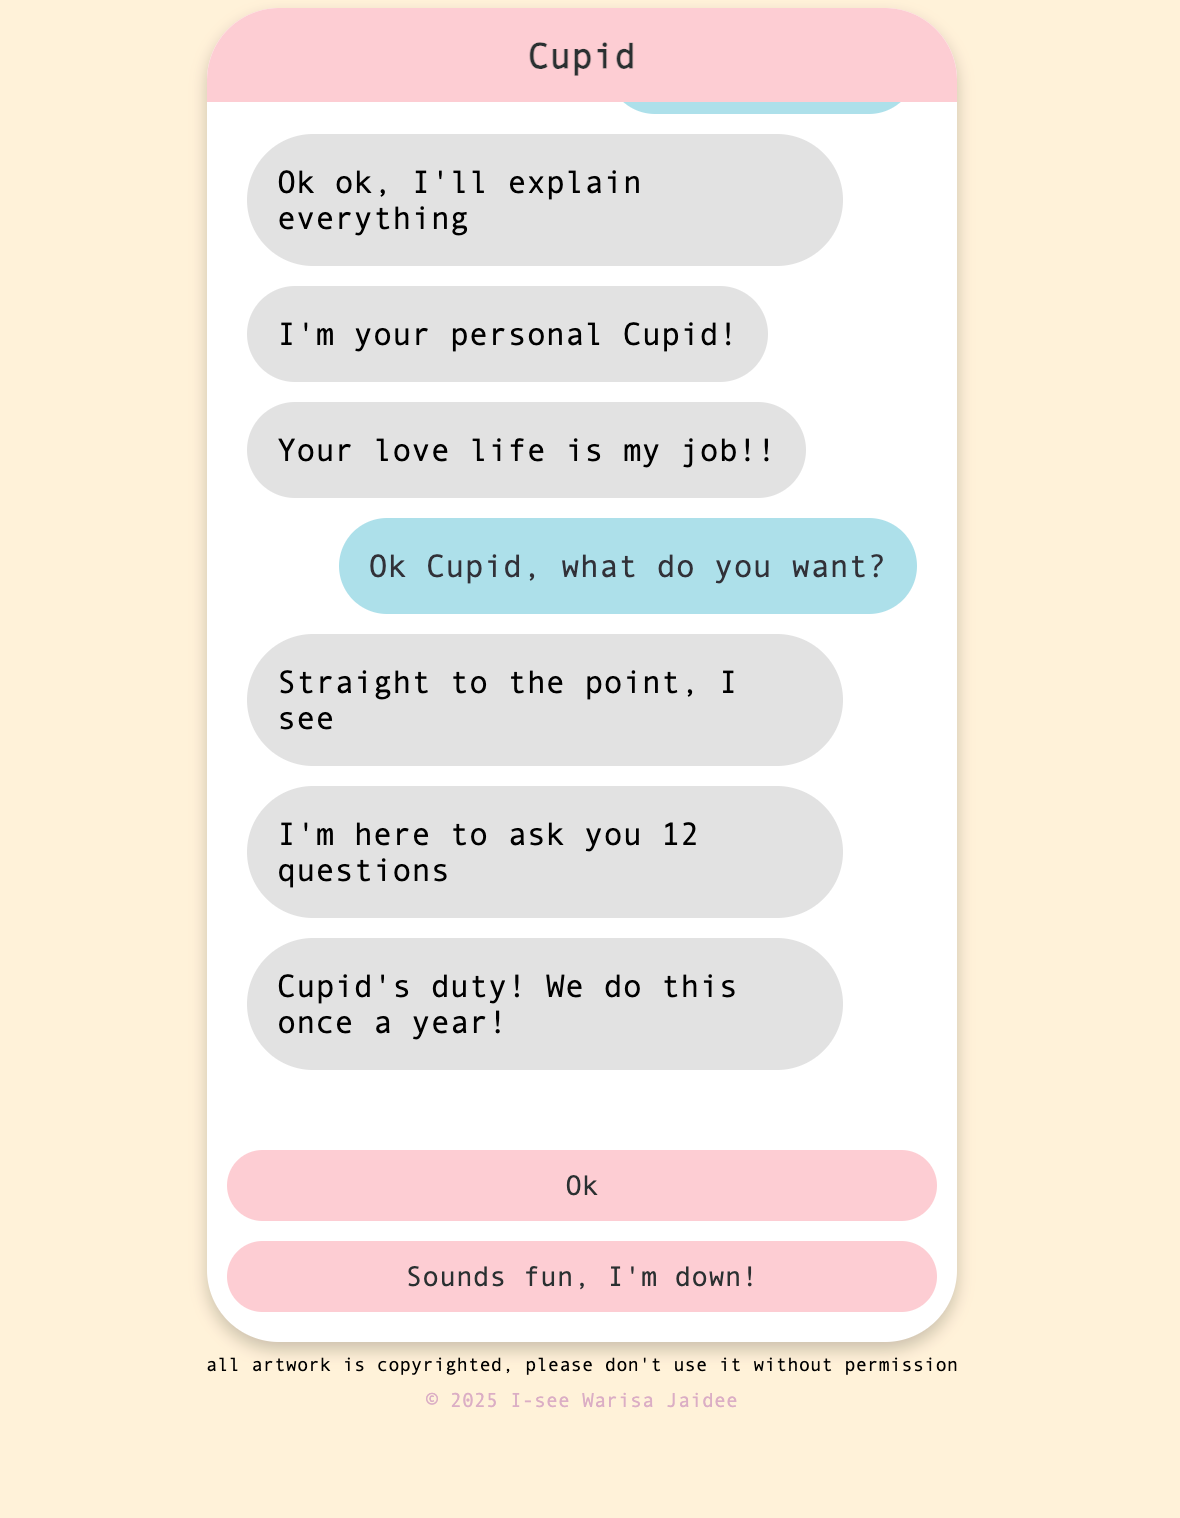 Cupid
Ok ok, I'll explain
everything
I'm your personal Cupid!
Your love life is my job!!
Ok Cupid, what do you want?
Straight to the point, I
see
I'm here to ask you 12
questions
Cupid's duty! We do this
once a year!
Ok
Sounds fun, I'm down!
all artwork is copyrighted, please don't use it without permission
© 2025 I-see Warisa Jaidee